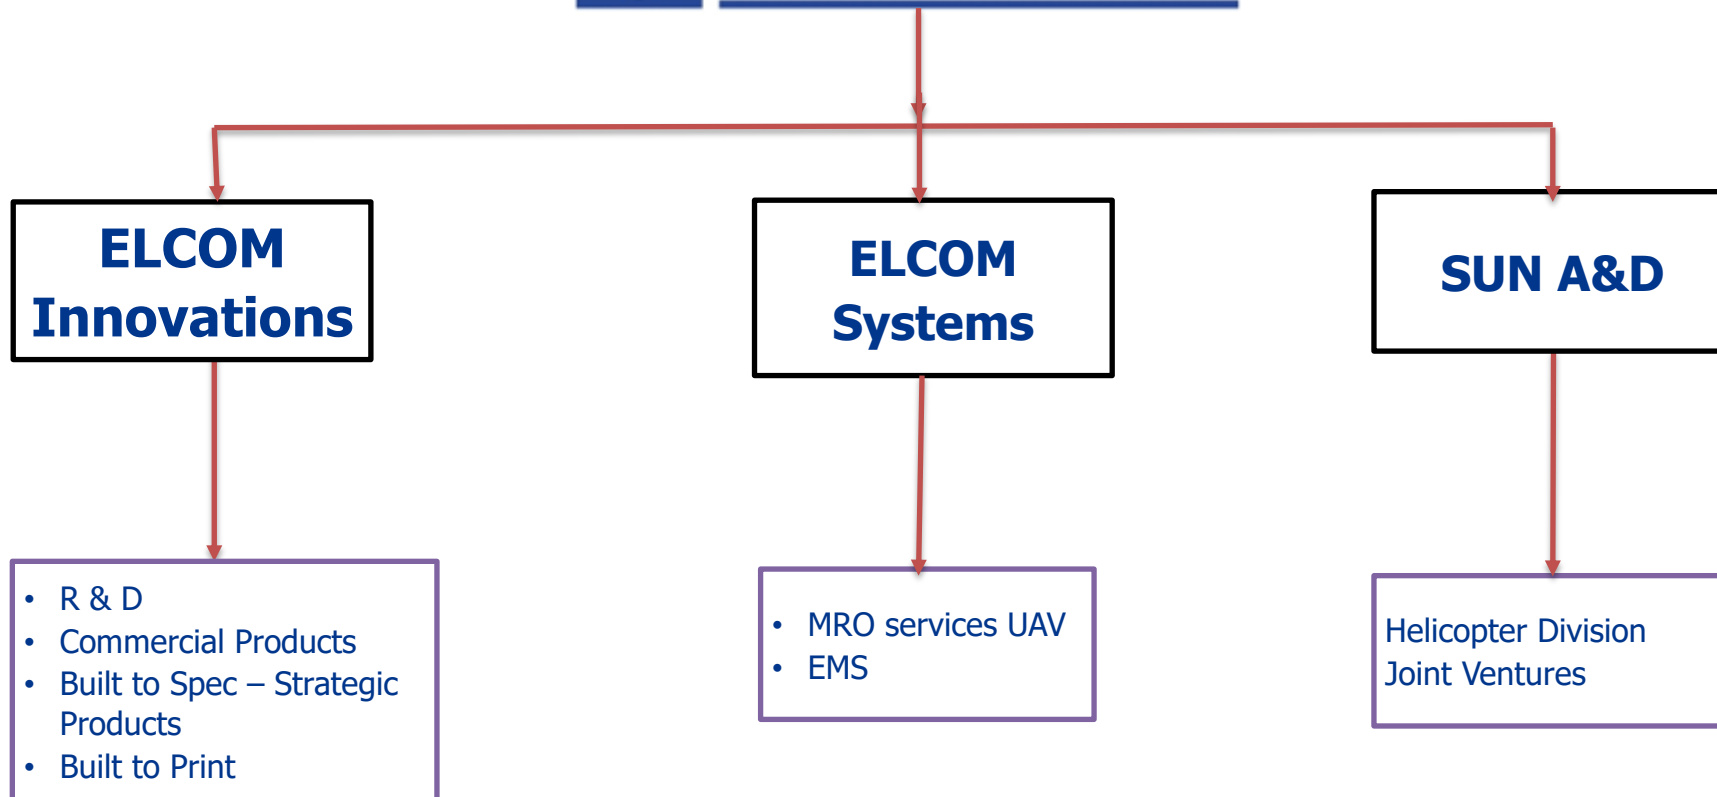 ELCOM
Innovations
ELCOM
Systems
SUN A&D
• R & D
• Commercial Products
• Built to Spec – Strategic
Products
• Built to Print
• MRO services UAV
• EMS
Helicopter Division
Joint Ventures